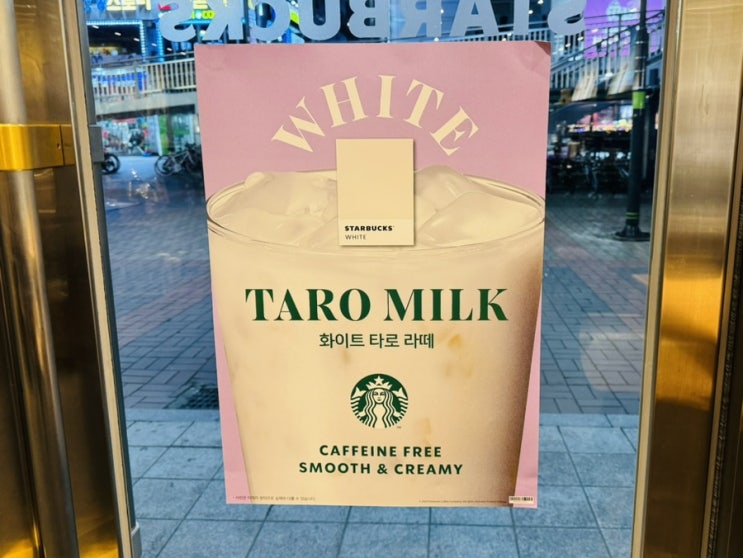 STARBUCKS
WHITE
STARBUCKS
WHITE
TARO MILK
화이트 타로 라떼
CAFFEINE FREE
SMOOTH & CREAMY